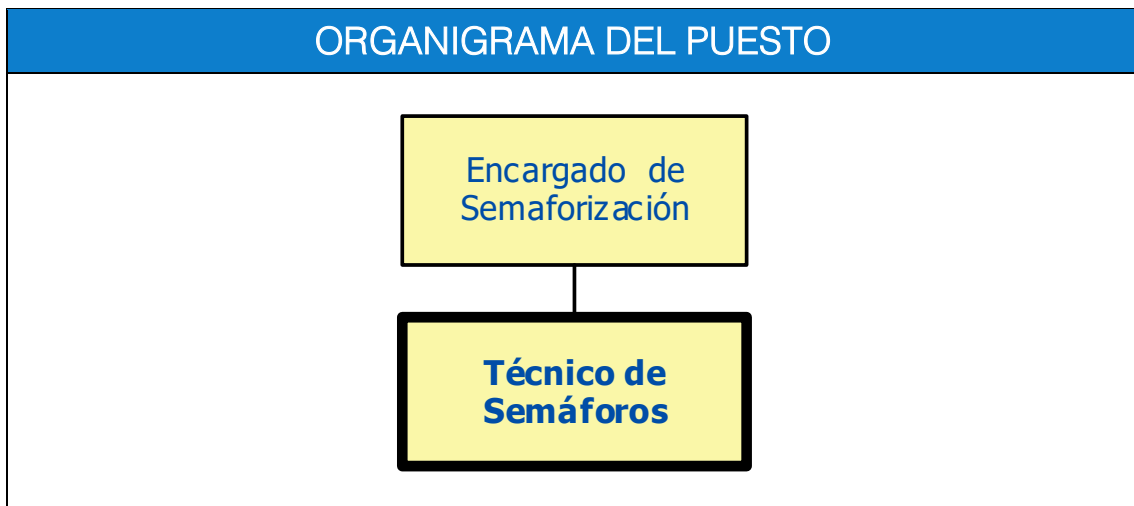 ORGANIGRAMA DEL PUESTO
Encargado de
Semaforización
Técnico de
Semáforos